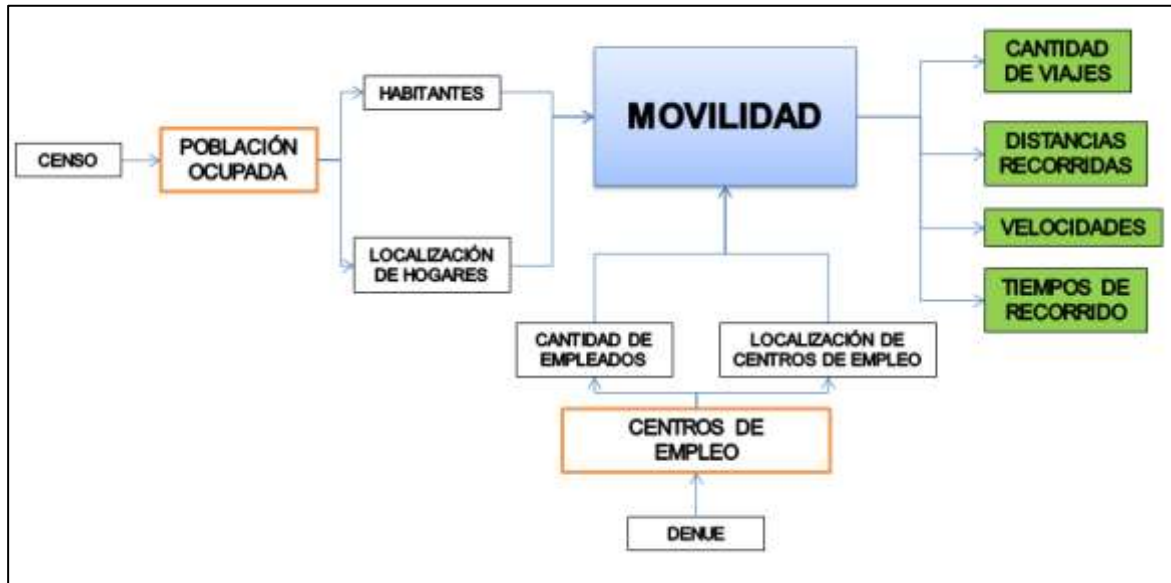 CENSO
POBLACIÓN
OCUPADA
HABITANTES
LOCALIZACIÓN
DE HOGARES
MOVILIDAD
CANTIDAD
DE VIAJES
DISTANCIAS
RECORRIDAS
VELOCIDADES
TIEMPOS DE
RECORRIDO
CANTIDAD DE
EMPLEADOS
LOCALIZACIÓN DE
CENTROS DE EMPLEO
CENTROS DE
EMPLEO
DENUE